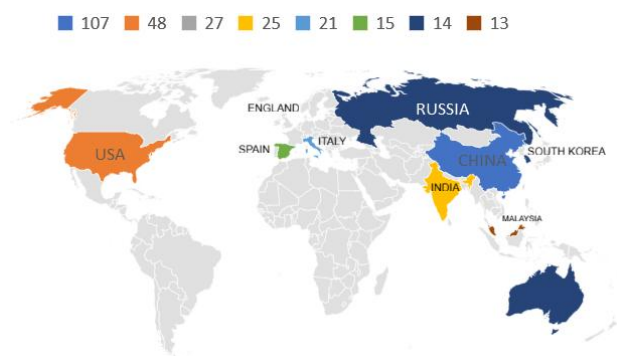 107 48 27 25 21 15 14 13
ENGLAND
RUSSIA
USA
SPAIN
ITALY
CHINA
SOUTH KOREA
INDIA
MALAYSIA